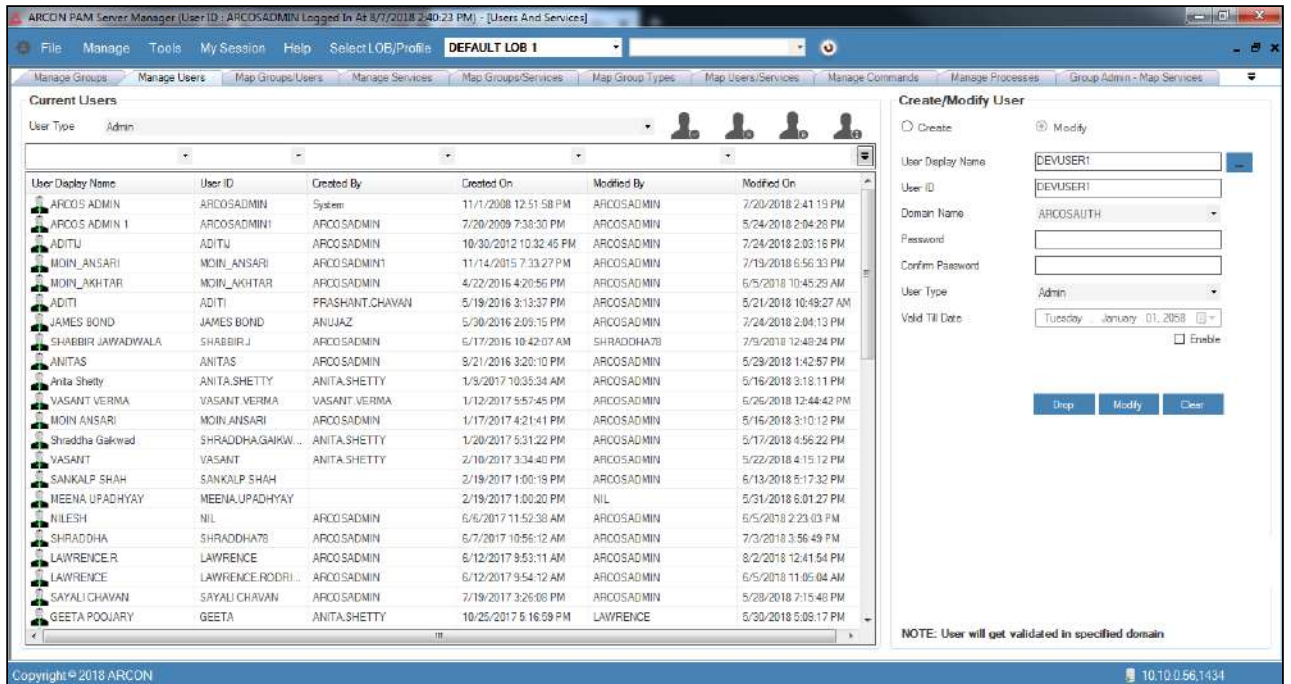 ARCON PAM Server Manager (User ID : ARCOSADMIN Logged In At 8/7/2018 2:40:23 PM) - [Users And Services]
File Manage Tools My Session Help Select LOB/Profile DEFAULT LOB 1
Manage Groups Manage Users Map Groups/Users Manage Services Map Groups/Services Map Group Types Map Users/Services Manage Commands Manage Processes Group Admin - Map Services
Current Users
User Type Admin
User Display Name User ID Created By Created On Modified By Modified On
ARCOS ADMIN ARCOSADMIN System 11/1/2008 12:51:58 PM ARCOSADMIN 7/20/2018 2:41:19 PM
ARCOS ADMIN 1 ARCOSADMIN1 ARCOSADMIN 7/20/2009 7:38:30 PM ARCOSADMIN 5/24/2018 2:04:28 PM
ADITIJ ADITIJ ARCOSADMIN 10/30/2012 10:32:45 PM ARCOSADMIN 7/24/2018 2:03:16 PM
MOIN_ANSARI MOIN_ANSARI ARCOSADMIN1 11/14/2015 7:33:27 PM ARCOSADMIN 7/19/2018 6:56:33 PM
MOIN_AKHTAR MOIN_AKHTAR ARCOSADMIN 4/22/2016 4:20:56 PM ARCOSADMIN 6/5/2018 10:45:29 AM
ADITI ADITI PRASHANT.CHAVAN 5/19/2016 3:13:37 PM ARCOSADMIN 5/21/2018 10:49:27 AM
JAMES BOND JAMES BOND ANUJAZ 5/30/2016 2:09:15 PM ARCOSADMIN 7/24/2018 2:04:13 PM
SHABBIR JAWADWALA SHABBIR.J ARCOSADMIN 6/17/2016 10:42:07 AM SHRADDHA78 7/9/2018 12:48:24 PM
ANITAS ANITAS ARCOSADMIN 9/21/2016 3:20:10 PM ARCOSADMIN 5/29/2018 1:42:57 PM
Anita Shetty ANITA.SHETTY ANITA.SHETTY 1/9/2017 10:35:34 AM ARCOSADMIN 5/16/2018 3:18:11 PM
VASANT VERMA VASANT.VERMA VASANT.VERMA 1/12/2017 5:57:45 PM ARCOSADMIN 6/26/2018 12:44:42 PM
MOIN ANSARI MOIN.ANSARI ARCOSADMIN 1/17/2017 4:21:41 PM ARCOSADMIN 5/16/2018 3:10:12 PM
Shraddha Gaikwad SHRADDHA.GAIKW... ANITA.SHETTY 1/20/2017 5:31:22 PM ARCOSADMIN 5/17/2018 4:56:22 PM
VASANT VASANT ANITA.SHETTY 2/10/2017 3:34:40 PM ARCOSADMIN 5/22/2018 4:15:12 PM
SANKALP SHAH SANKALP SHAH 2/19/2017 1:00:19 PM ARCOSADMIN 6/13/2018 5:17:32 PM
MEENA UPADHYAY MEENA.UPADHYAY 2/19/2017 1:00:20 PM NIL 5/31/2018 6:01:27 PM
NILESH NIL ARCOSADMIN 6/6/2017 11:52:38 AM ARCOSADMIN 6/5/2018 2:23:03 PM
SHRADDHA SHRADDHA78 ARCOSADMIN 6/7/2017 10:56:12 AM ARCOSADMIN 7/3/2018 3:56:49 PM
LAWRENCE.R LAWRENCE ARCOSADMIN 6/12/2017 9:53:11 AM ARCOSADMIN 8/2/2018 12:41:54 PM
LAWRENCE LAWRENCE.RODRI... ARCOSADMIN 6/12/2017 9:54:12 AM ARCOSADMIN 6/5/2018 11:05:04 AM
SAYALI CHAVAN SAYALI CHAVAN ARCOSADMIN 7/19/2017 3:26:08 PM ARCOSADMIN 5/28/2018 7:15:48 PM
GEETA POOJARY GEETA ANITA.SHETTY 10/25/2017 5:16:59 PM LAWRENCE 5/30/2018 5:09:17 PM
Create/Modify User
Create Modify
User Display Name DEVUSER1 ...
User ID DEVUSER1
Domain Name ARCOSAUTH
Password
Confirm Password
User Type Admin
Valid Till Date Tuesday , January 01, 2058
Enable
Drop Modify Clear
NOTE: User will get validated in specified domain
Copyright © 2018 ARCON 10.10.0.56,1434